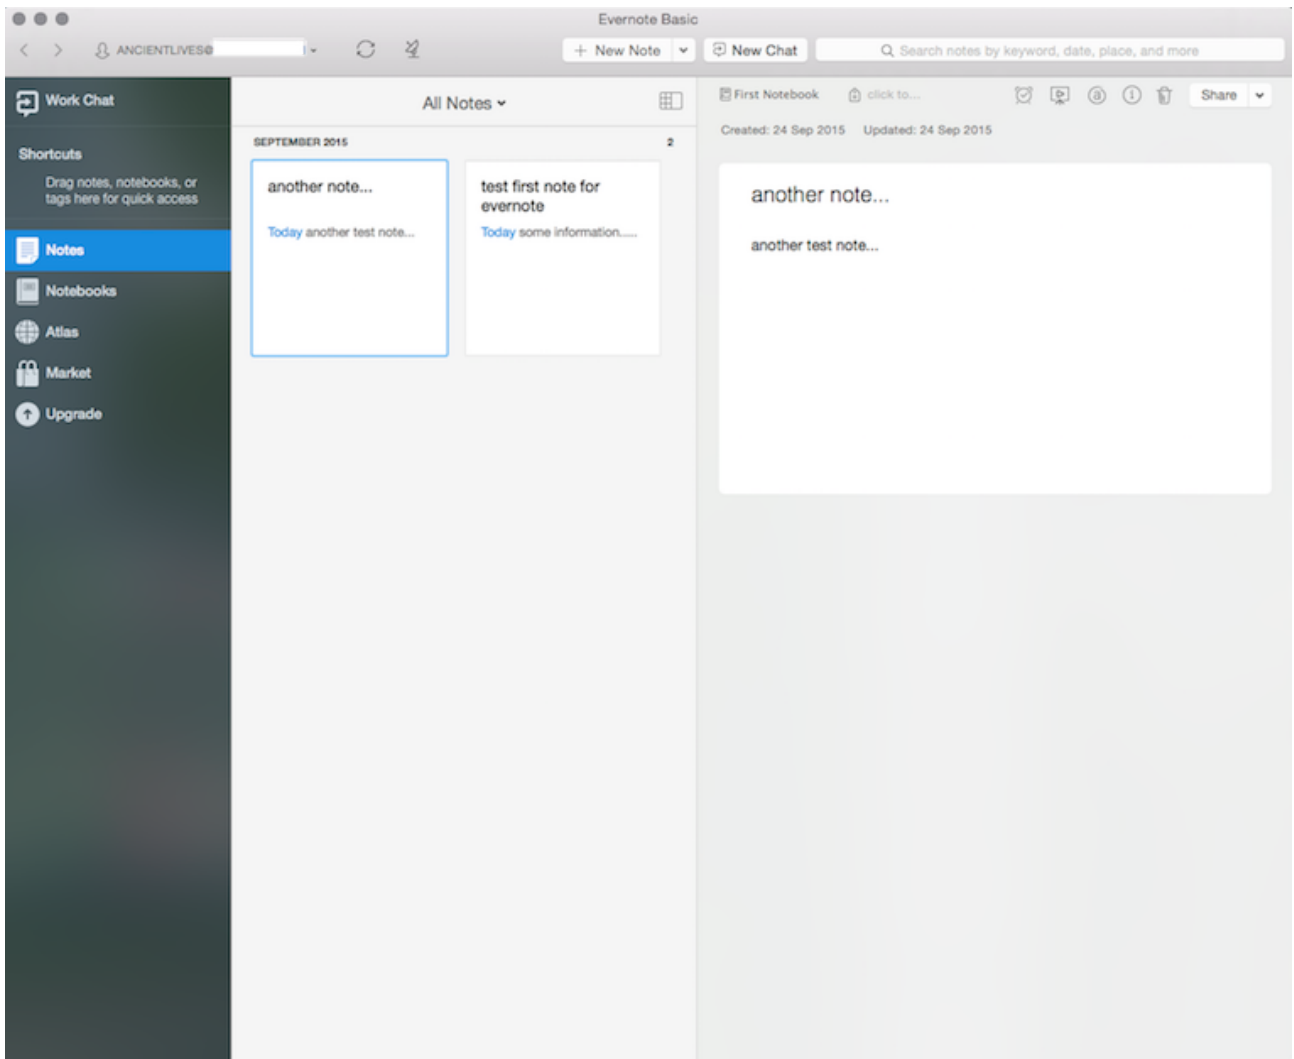 Evernote Basic
ANCIENTLIVES@
+ New Note
New Chat
Search notes by keyword, date, place, and more
Work Chat
Shortcuts
Drag notes, notebooks, or
tags here for quick access
Notes
Notebooks
Atlas
Market
Upgrade
All Notes
SEPTEMBER 2015 2
another note...
Today another test note...
test first note for
evernote
Today some information.....
First Notebook click to... Share
Created: 24 Sep 2015 Updated: 24 Sep 2015
another note...
another test note...